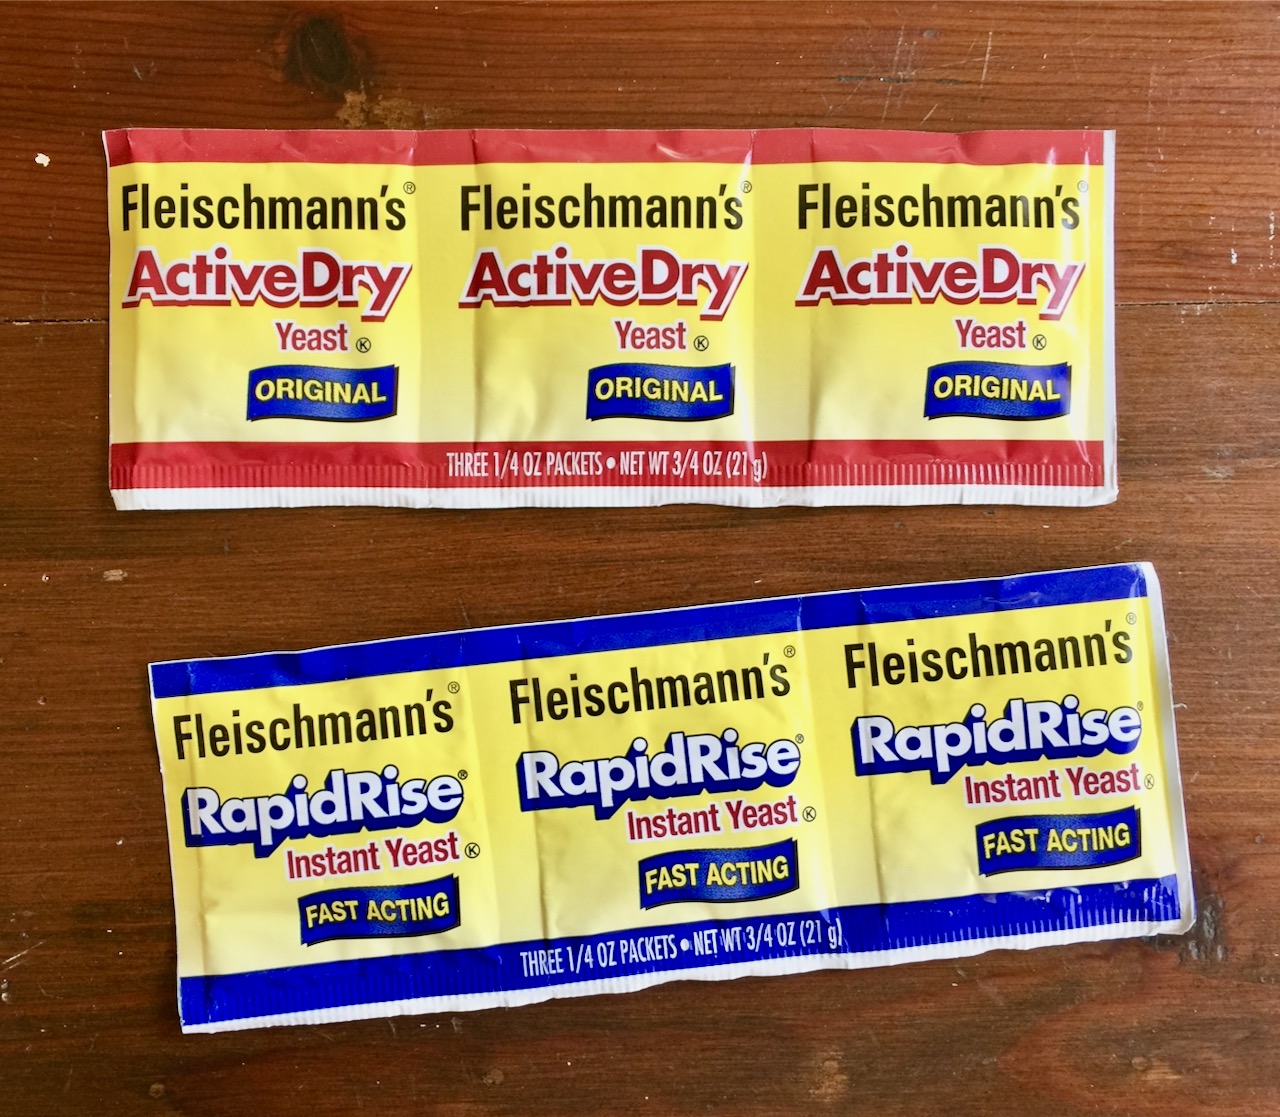 Fleischmann's®
ActiveDry
Yeast Ⓚ
ORIGINAL
Fleischmann's®
ActiveDry
Yeast Ⓚ
ORIGINAL
Fleischmann's®
ActiveDry
Yeast Ⓚ
ORIGINAL
THREE 1/4 OZ PACKETS • NET WT 3/4 OZ (21 g)
Fleischmann's®
RapidRise®
Instant Yeast Ⓚ
FAST ACTING
Fleischmann's®
RapidRise®
Instant Yeast Ⓚ
FAST ACTING
Fleischmann's®
RapidRise®
Instant Yeast Ⓚ
FAST ACTING
THREE 1/4 OZ PACKETS • NET WT 3/4 OZ (21 g)